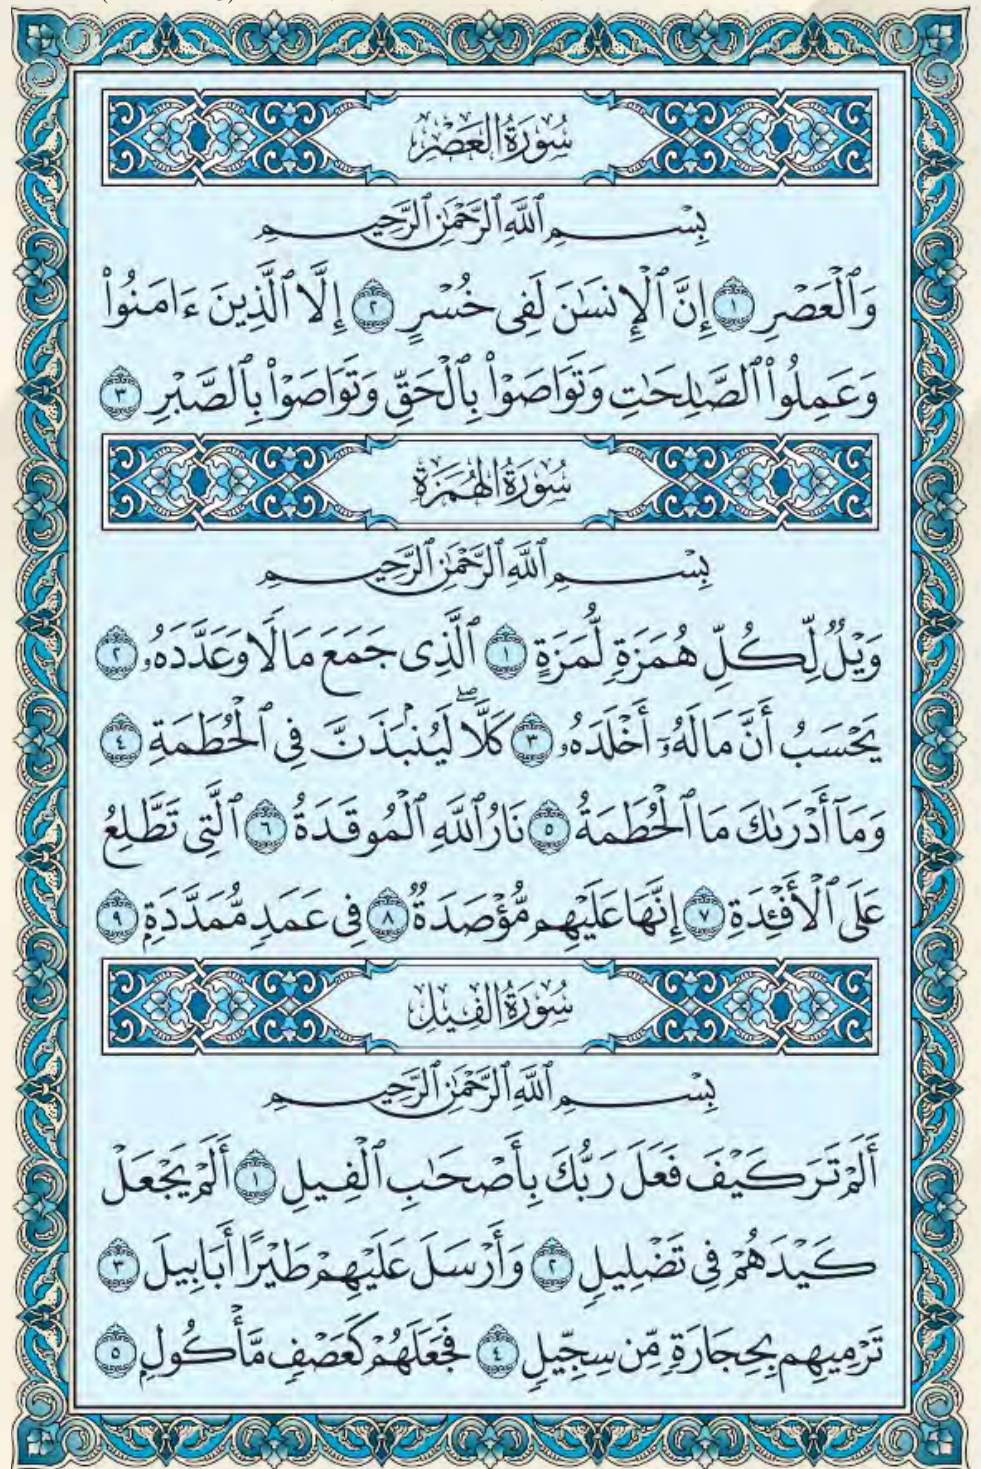 سُورَةُ العَصْرِ
بِسْمِ ٱللَّهِ ٱلرَّحْمَٰنِ ٱلرَّحِيمِ
وَٱلْعَصْرِ ١ إِنَّ ٱلْإِنسَٰنَ لَفِى خُسْرٍ ٢ إِلَّا ٱلَّذِينَ ءَامَنُوا۟
وَعَمِلُوا۟ ٱلصَّٰلِحَٰتِ وَتَوَاصَوْا۟ بِٱلْحَقِّ وَتَوَاصَوْا۟ بِٱلصَّبْرِ ٣
سُورَةُ الهُمَزَةِ
بِسْمِ ٱللَّهِ ٱلرَّحْمَٰنِ ٱلرَّحِيمِ
وَيْلٌ لِّكُلِّ هُمَزَةٍ لُّمَزَةٍ ١ ٱلَّذِى جَمَعَ مَالًا وَعَدَّدَهُۥ ٢
يَحْسَبُ أَنَّ مَالَهُۥٓ أَخْلَدَهُۥ ٣ كَلَّا ۖ لَيُنۢبَذَنَّ فِى ٱلْحُطَمَةِ ٤
وَمَآ أَدْرَىٰكَ مَا ٱلْحُطَمَةُ ٥ نَارُ ٱللَّهِ ٱلْمُوقَدَةُ ٦ ٱلَّتِى تَطَّلِعُ
عَلَى ٱلْأَفْـِٔدَةِ ٧ إِنَّهَا عَلَيْهِم مُّؤْصَدَةٌ ٨ فِى عَمَدٍ مُّمَدَّدَةٍۭ ٩
سُورَةُ الفِيلِ
بِسْمِ ٱللَّهِ ٱلرَّحْمَٰنِ ٱلرَّحِيمِ
أَلَمْ تَرَ كَيْفَ فَعَلَ رَبُّكَ بِأَصْحَٰبِ ٱلْفِيلِ ١ أَلَمْ يَجْعَلْ
كَيْدَهُمْ فِى تَضْلِيلٍ ٢ وَأَرْسَلَ عَلَيْهِمْ طَيْرًا أَبَابِيلَ ٣
تَرْمِيهِم بِحِجَارَةٍ مِّن سِجِّيلٍ ٤ فَجَعَلَهُمْ كَعَصْفٍ مَّأْكُولٍۭ ٥